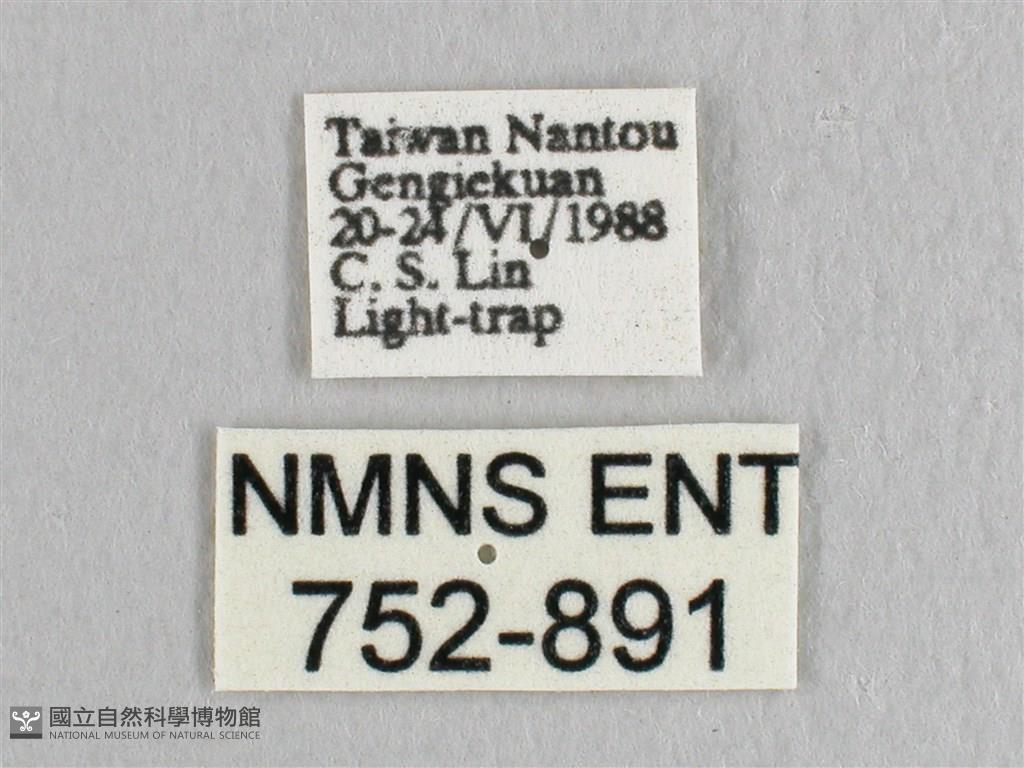 Taiwan Nantou
Gengiekuan
20-24/VI/1988
C. S. Lin
Light-trap
NMNS ENT
752-891
國立自然科學博物館
NATIONAL MUSEUM OF NATURAL SCIENCE